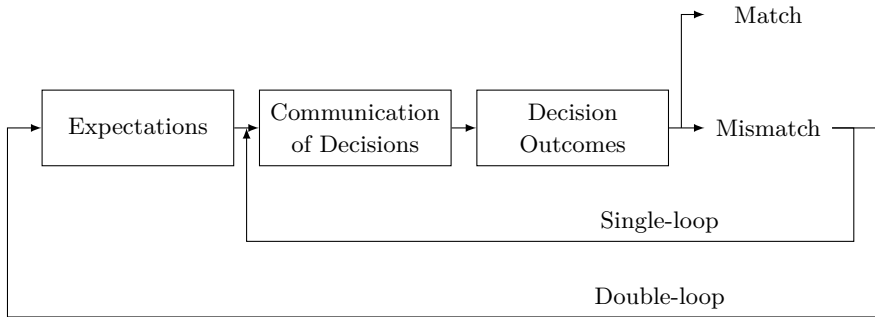 Match
Expectations
Communication
of Decisions
Decision
Outcomes
Mismatch
Single-loop
Double-loop